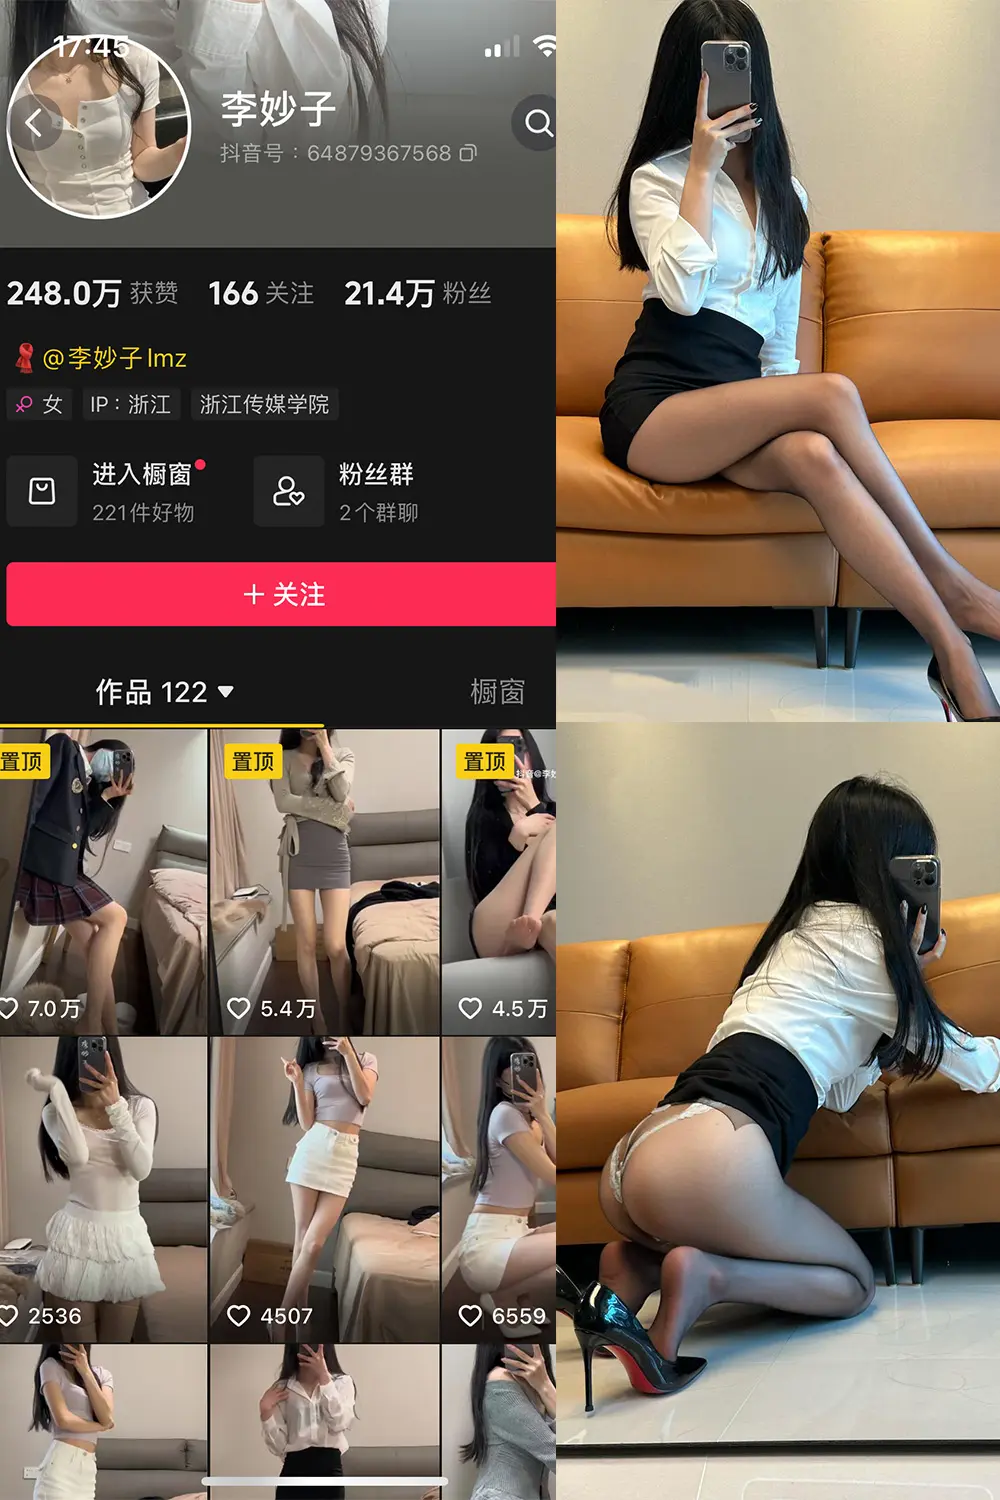 17:45
李妙子
抖音号：64879367568
248.0万 获赞 166 关注 21.4万 粉丝
@李妙子lmz
女 IP：浙江 浙江传媒学院
进入橱窗
221件好物
粉丝群
2个群聊
+ 关注
作品 122 橱窗
置顶 置顶 置顶
抖音@李妙
7.0万 5.4万 4.5万
2536 4507 6559